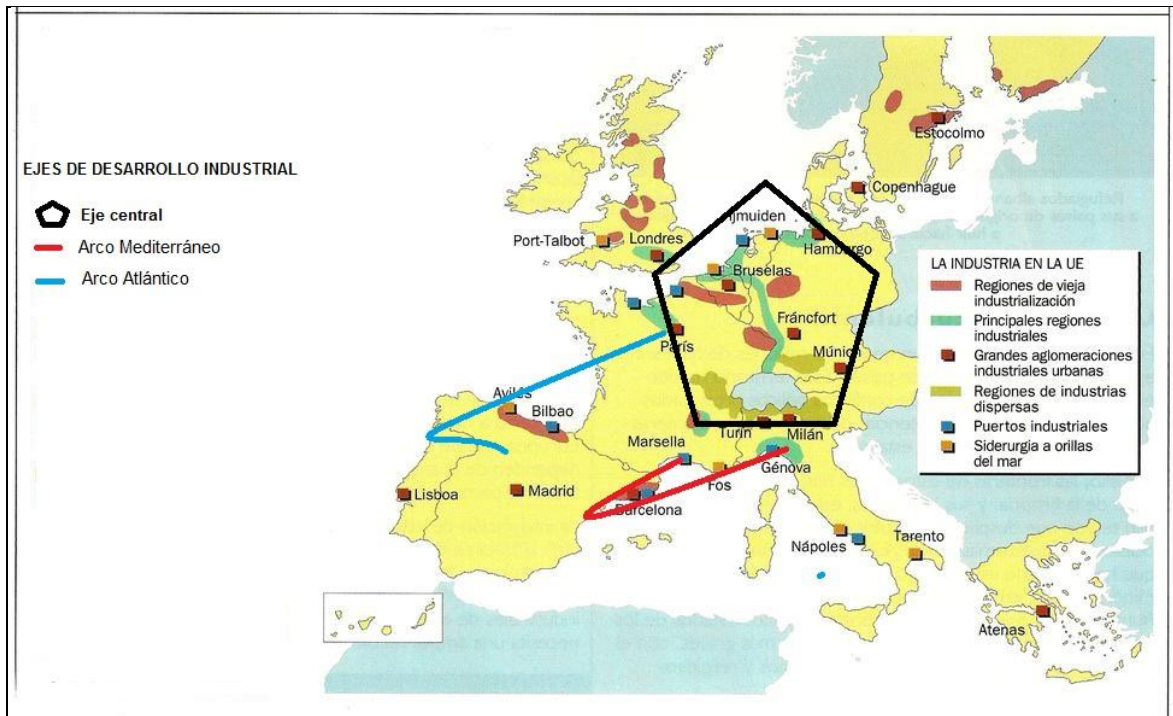 EJES DE DESARROLLO INDUSTRIAL
Eje central
Arco Mediterráneo
Arco Atlántico
Estocolmo
Copenhague
Ijmuiden
Port-Talbot
Londres
Hamburgo
Bruselas
Fráncfort
París
Múnich
Avilés
Bilbao
Turín
Milán
Marsella
Génova
Fos
Lisboa
Madrid
Barcelona
Nápoles
Tarento
Atenas
LA INDUSTRIA EN LA UE
Regiones de vieja
industrialización
Principales regiones
industriales
Grandes aglomeraciones
industriales urbanas
Regiones de industrias
dispersas
Puertos industriales
Siderurgia a orillas
del mar